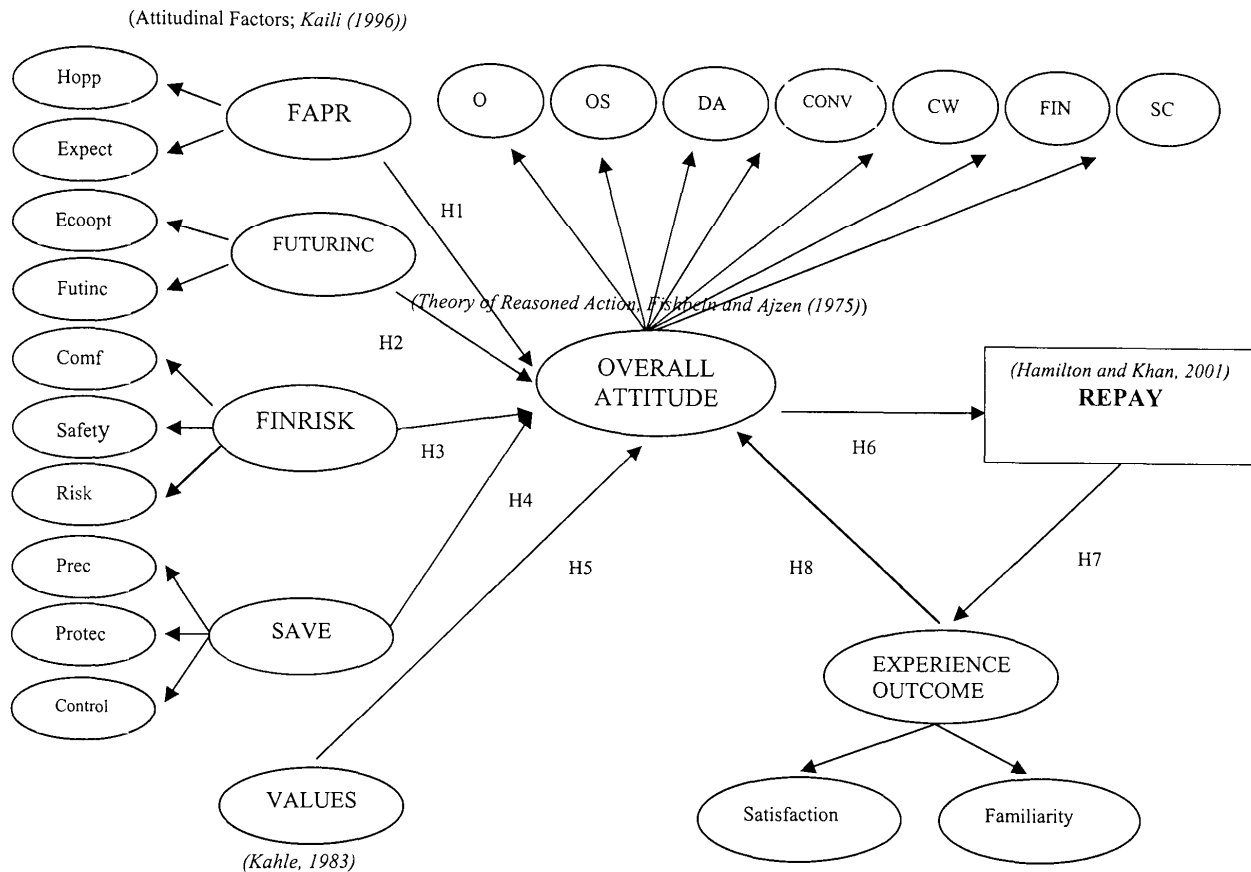 (Attitudinal Factors; Kaili (1996))
Hopp
Expect
FAPR
Ecoopt
Futinc
FUTURINC
Comf
Safety
Risk
FINRISK
Prec
Protec
Control
SAVE
VALUES
(Kahle, 1983)
O
OS
DA
CONV
CW
FIN
SC
H1
H2
H3
H4
H5
(Theory of Reasoned Action, Fishbein and Ajzen (1975))
OVERALL
ATTITUDE
H6
(Hamilton and Khan, 2001)
REPAY
H7
H8
EXPERIENCE
OUTCOME
Satisfaction
Familiarity